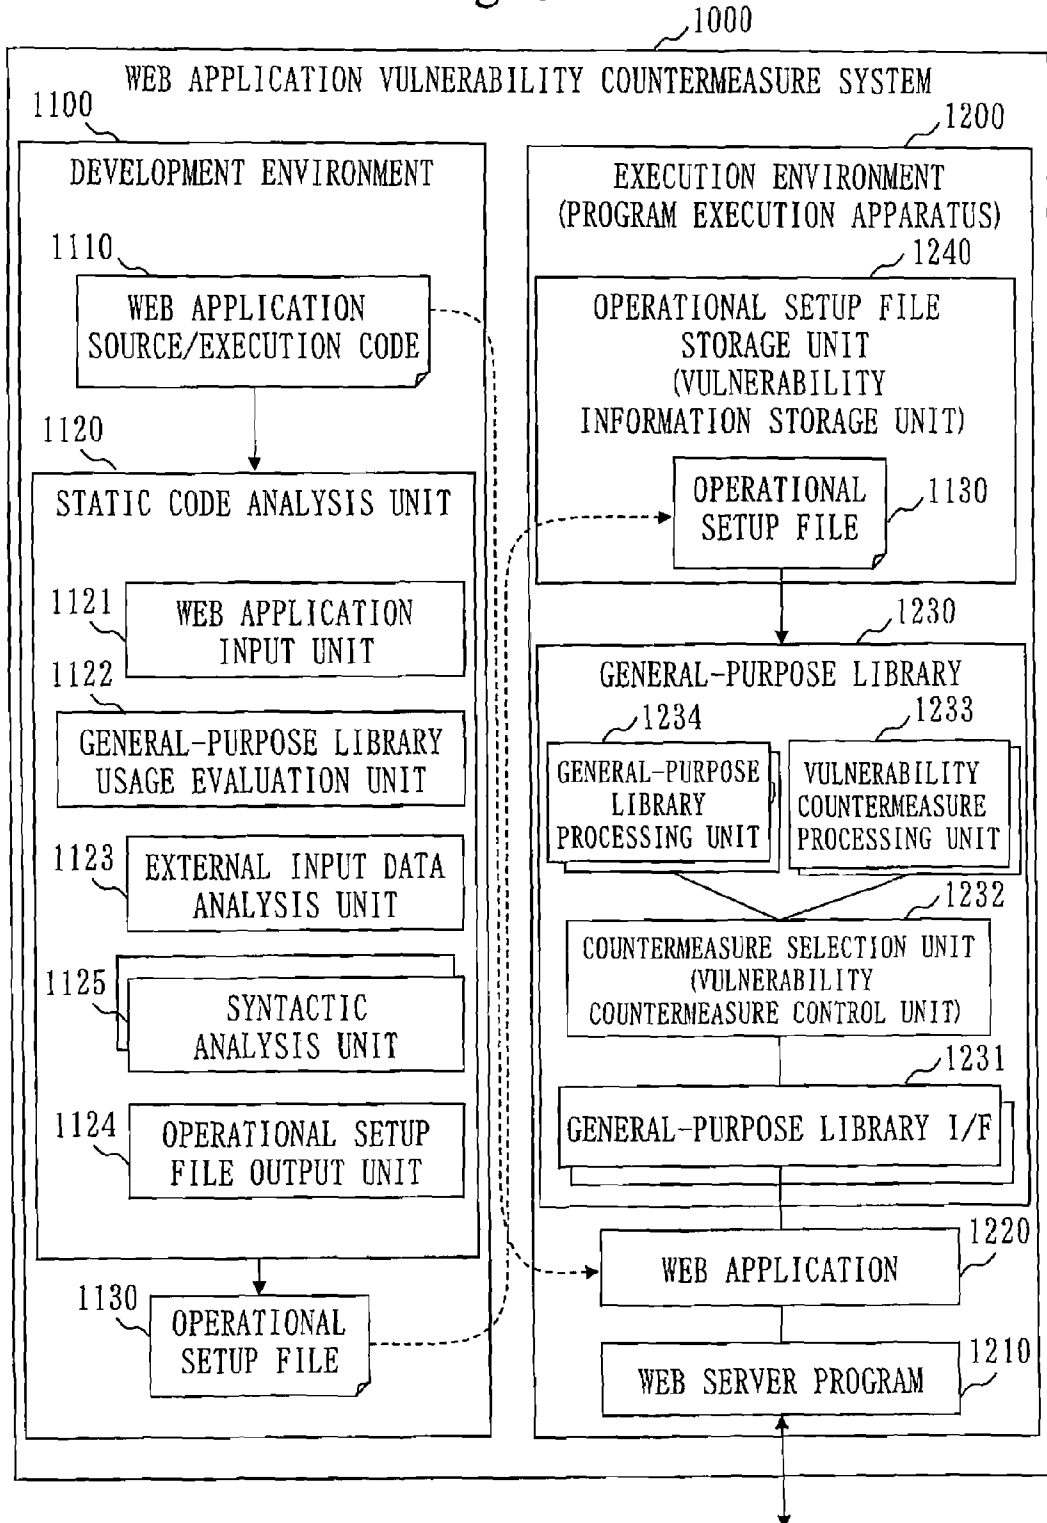 1000
WEB APPLICATION VULNERABILITY COUNTERMEASURE SYSTEM
1100
DEVELOPMENT ENVIRONMENT
1110
WEB APPLICATION
SOURCE/EXECUTION CODE
1120
STATIC CODE ANALYSIS UNIT
1121
WEB APPLICATION
INPUT UNIT
1122
GENERAL-PURPOSE LIBRARY
USAGE EVALUATION UNIT
1123
EXTERNAL INPUT DATA
ANALYSIS UNIT
1125
SYNTACTIC
ANALYSIS UNIT
1124
OPERATIONAL SETUP
FILE OUTPUT UNIT
1130
OPERATIONAL
SETUP FILE
1200
EXECUTION ENVIRONMENT
(PROGRAM EXECUTION APPARATUS)
1240
OPERATIONAL SETUP FILE
STORAGE UNIT
(VULNERABILITY
INFORMATION STORAGE UNIT)
OPERATIONAL
SETUP FILE
1130
1230
GENERAL-PURPOSE LIBRARY
1234
GENERAL-PURPOSE
LIBRARY
PROCESSING UNIT
1233
VULNERABILITY
COUNTERMEASURE
PROCESSING UNIT
1232
COUNTERMEASURE SELECTION UNIT
(VULNERABILITY
COUNTERMEASURE CONTROL UNIT)
1231
GENERAL-PURPOSE LIBRARY I/F
1220
WEB APPLICATION
1210
WEB SERVER PROGRAM